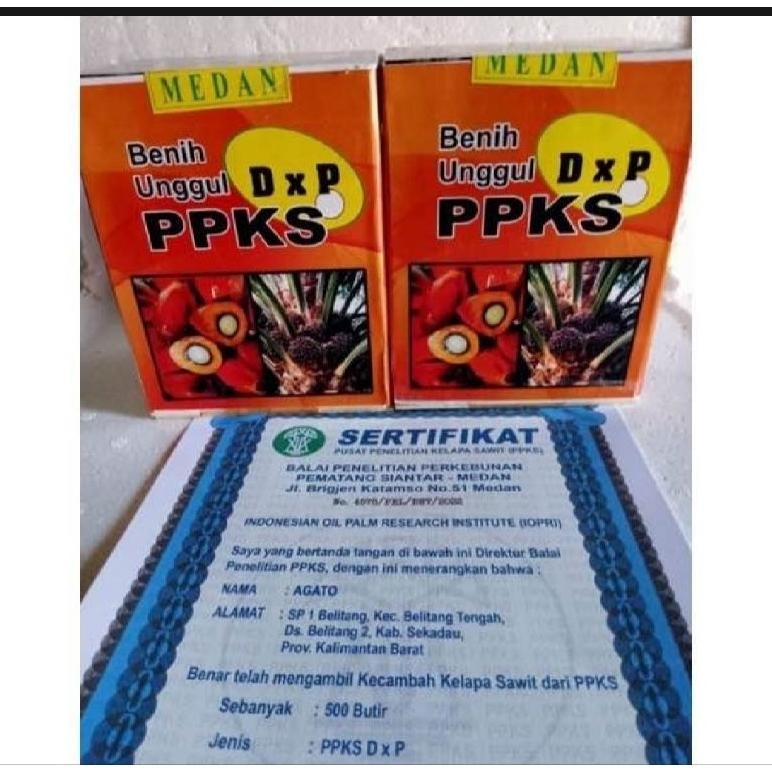 MEDAN
Benih
Unggul D x P
PPKS
MEDAN
Benih
Unggul D x P
PPKS
SERTIFIKAT
PUSAT PENELITIAN KELAPA SAWIT (PPKS)
BALAI PENELITIAN PERKEBUNAN
PEMATANG SIANTAR - MEDAN
Jl. Brigjen Katamso No.51 Medan
INDONESIAN OIL PALM RESEARCH INSTITUTE (IOPRI)
Saya yang bertanda tangan di bawah ini Direktur Balai
Penelitian PPKS, dengan ini menerangkan bahwa :
NAMA : AGATO
ALAMAT : SP 1 Belitang, Kec. Belitang Tengah,
Ds. Belitang 2, Kab. Sekadau,
Prov. Kalimantan Barat
Benar telah mengambil Kecambah Kelapa Sawit dari PPKS
Sebanyak : 500 Butir
Jenis : PPKS D x P